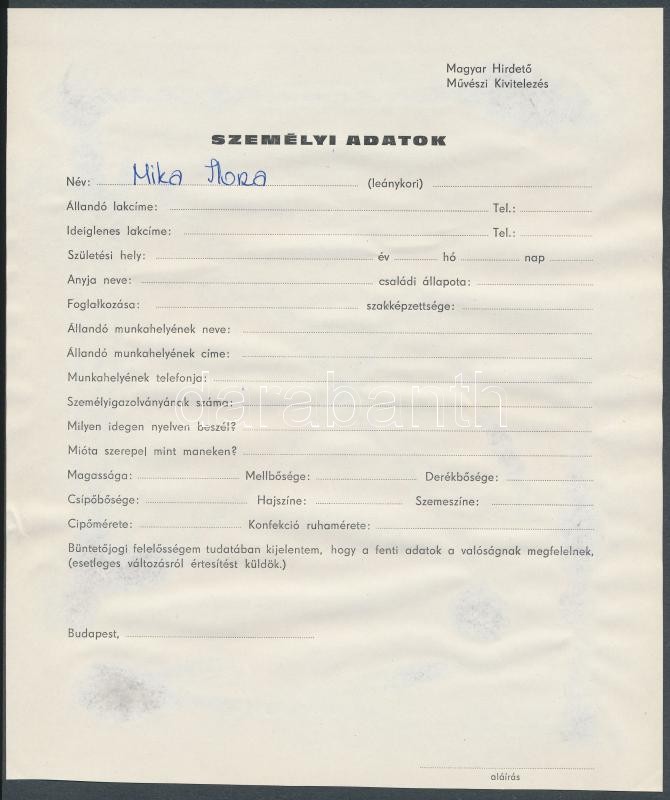 Magyar Hirdető
Művészi Kivitelezés
SZEMÉLYI ADATOK
Név: Mika Flora (leánykori)
Állandó lakcíme: Tel.:
Ideiglenes lakcíme: Tel.:
Születési hely: év hó nap
Anyja neve: családi állapota:
Foglalkozása: szakképzettsége:
Állandó munkahelyének neve:
Állandó munkahelyének címe:
Munkahelyének telefonja:
darabanth
Személyigazolványának száma:
Milyen idegen nyelven beszél?
Mióta szerepel mint maneken?
Magassága: Mellbősége: Derékbősége:
Csípőbősége: Hajszíne: Szemeszíne:
Cipőmérete: Konfekció ruhamérete:
Büntetőjogi felelősségem tudatában kijelentem, hogy a fenti adatok a valóságnak megfelelnek,
(esetleges változásról értesítést küldök.)
Budapest,
aláírás